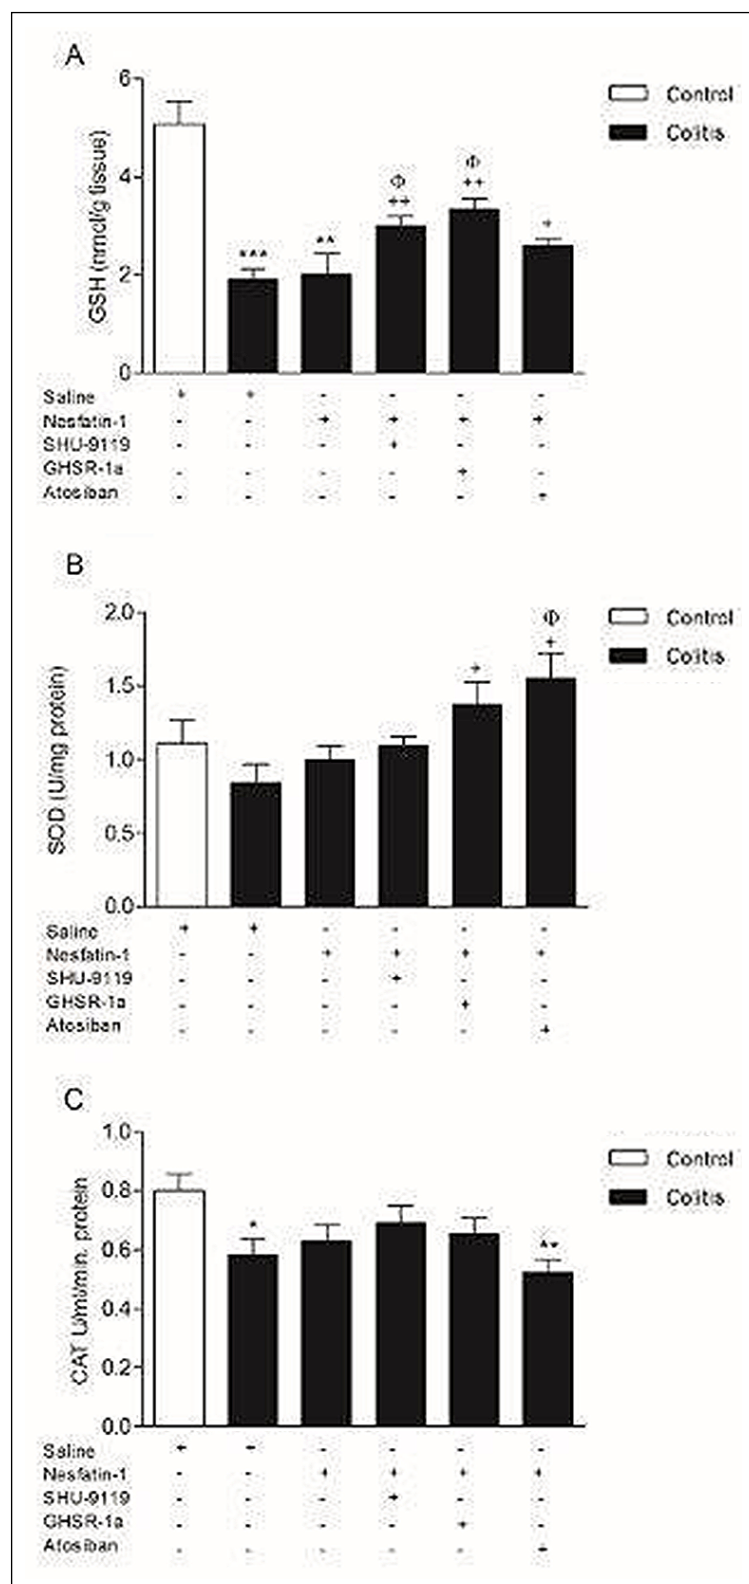 A
6
Control
Colitis
Φ
Φ
++
++
4
+
***
**
GSH (nmol/g tissue)
2
0
Saline + + - - - -
Nesfatin-1 - - + + + +
SHU-9119 - - - + - -
GHSR-1a - - - - + -
Atosiban - - - - - +
B
2.0
Φ
Control
+
Colitis
+
1.5
SOD (U/mg protein)
1.0
0.5
0.0
Saline + + - - - -
Nesfatin-1 - - + + + +
SHU-9119 - - - + - -
GHSR-1a - - - - + -
Atosiban - - - - - +
C
1.0
Control
0.8
Colitis
*
**
0.6
CAT U/ml/min. protein
0.4
0.2
0.0
Saline + + - - - -
Nesfatin-1 - - + + + +
SHU-9119 - - - + - -
GHSR-1a - - - - + -
Atosiban - - - - - +